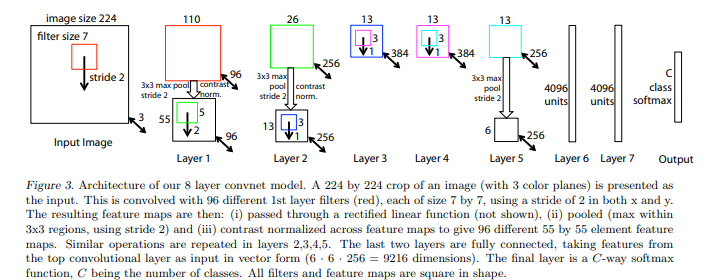 image size 224
110
26
13
13
13
filter size 7
stride 2
3
1
3
1
96
256
384
384
256
3x3 max pool stride 2
contrast norm.
3x3 max pool stride 2
contrast norm.
3x3 max pool stride 2
C class softmax
4096 units
4096 units
55
5
2
13
3
1
6
3
96
256
256
Input Image
Layer 1
Layer 2
Layer 3
Layer 4
Layer 5
Layer 6
Layer 7
Output
Figure 3. Architecture of our 8 layer convnet model. A 224 by 224 crop of an image (with 3 color planes) is presented as
the input. This is convolved with 96 different 1st layer filters (red), each of size 7 by 7, using a stride of 2 in both x and y.
The resulting feature maps are then: (i) passed through a rectified linear function (not shown), (ii) pooled (max within
3x3 regions, using stride 2) and (iii) contrast normalized across feature maps to give 96 different 55 by 55 element feature
maps. Similar operations are repeated in layers 2,3,4,5. The last two layers are fully connected, taking features from
the top convolutional layer as input in vector form (6 · 6 · 256 = 9216 dimensions). The final layer is a C-way softmax
function, C being the number of classes. All filters and feature maps are square in shape.